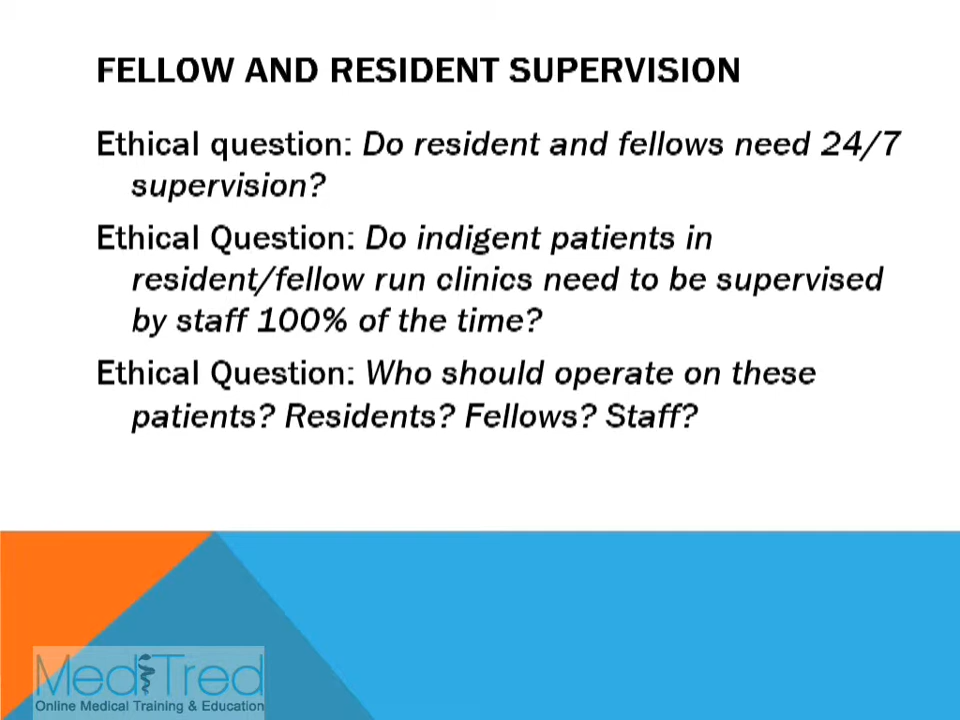 FELLOW AND RESIDENT SUPERVISION
Ethical question: Do resident and fellows need 24/7
supervision?
Ethical Question: Do indigent patients in
resident/fellow run clinics need to be supervised
by staff 100% of the time?
Ethical Question: Who should operate on these
patients? Residents? Fellows? Staff?
MediTred
Online Medical Training & Education